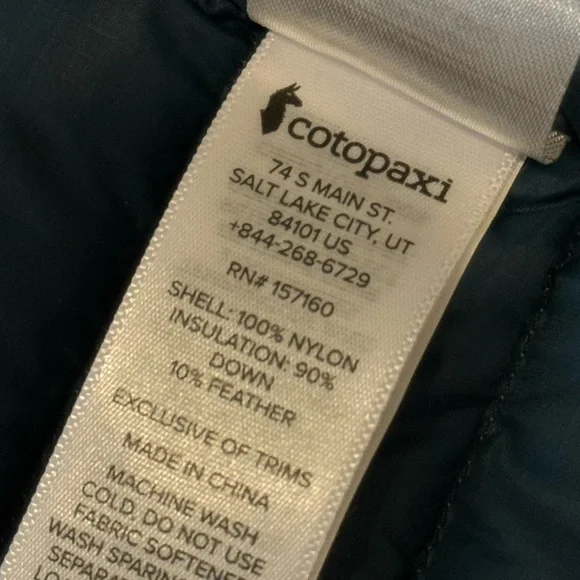 cotopaxi
74 S MAIN ST.
SALT LAKE CITY, UT
84101 US
+844-268-6729
RN# 157160
SHELL: 100% NYLON
INSULATION: 90%
DOWN
10% FEATHER
EXCLUSIVE OF TRIMS
MADE IN CHINA
MACHINE WASH
COLD. DO NOT USE
FABRIC SOFTENER
WASH